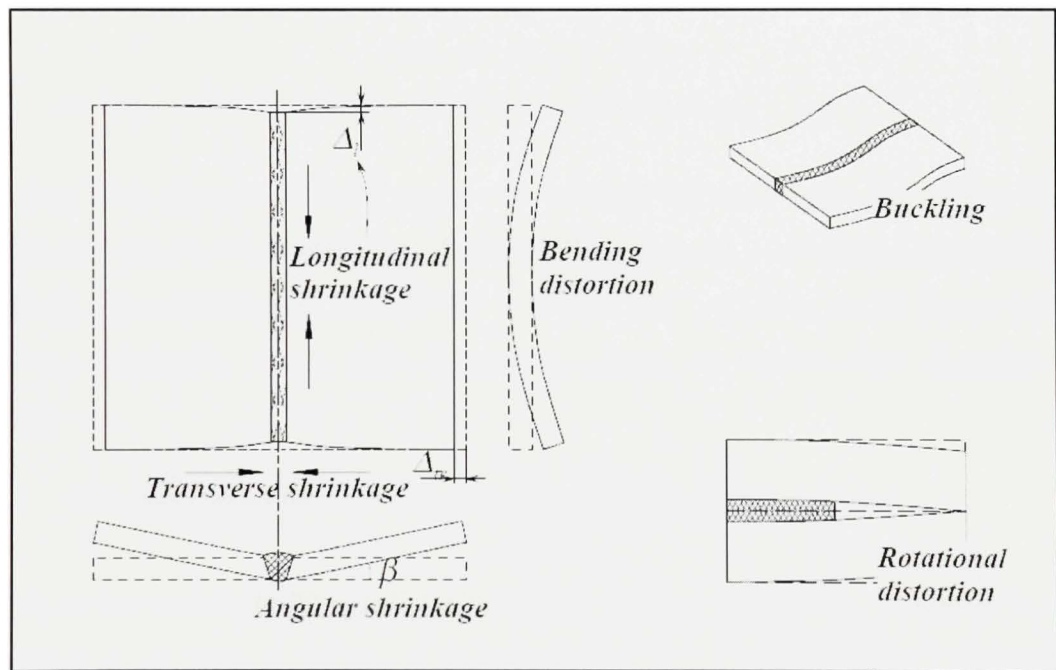 Longitudinal
shrinkage
Bending
distortion
Buckling
Transverse shrinkage
β
Angular shrinkage
Rotational
distortion